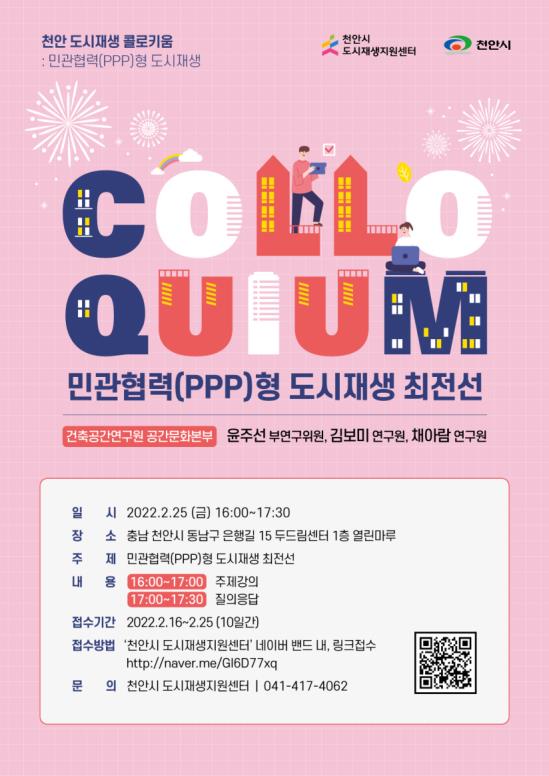 천안 도시재생 콜로키움
: 민관협력(PPP)형 도시재생
천안시
도시재생지원센터
천안시
COLLO
QUIUM
민관협력(PPP)형 도시재생 최전선
건축공간연구원 공간문화본부 윤주선 부연구위원, 김보미 연구원, 채아람 연구원
일 시 2022.2.25 (금) 16:00~17:30
장 소 충남 천안시 동남구 은행길 15 두드림센터 1층 열린마루
주 제 민관협력(PPP)형 도시재생 최전선
내 용 16:00~17:00 주제강의
17:00~17:30 질의응답
접수기간 2022.2.16~2.25 (10일간)
접수방법 '천안시 도시재생지원센터' 네이버 밴드 내, 링크접수
http://naver.me/GI6D77xq
문 의 천안시 도시재생지원센터 | 041-417-4062